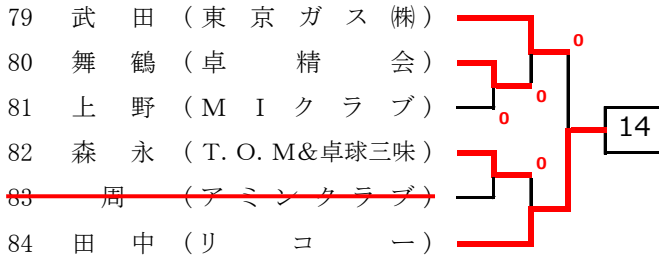 79 武 田 ( 東 京 ガ ス ㈱ )
80 舞 鶴 ( 卓 精 会 )
81 上 野 ( M I ク ラ ブ )
82 森 永 ( T. O. M&卓球三味 )
83 周 ( ア ミ ン ク ラ ブ )
84 田 中 ( リ コ ー )
0
0
0
0
14